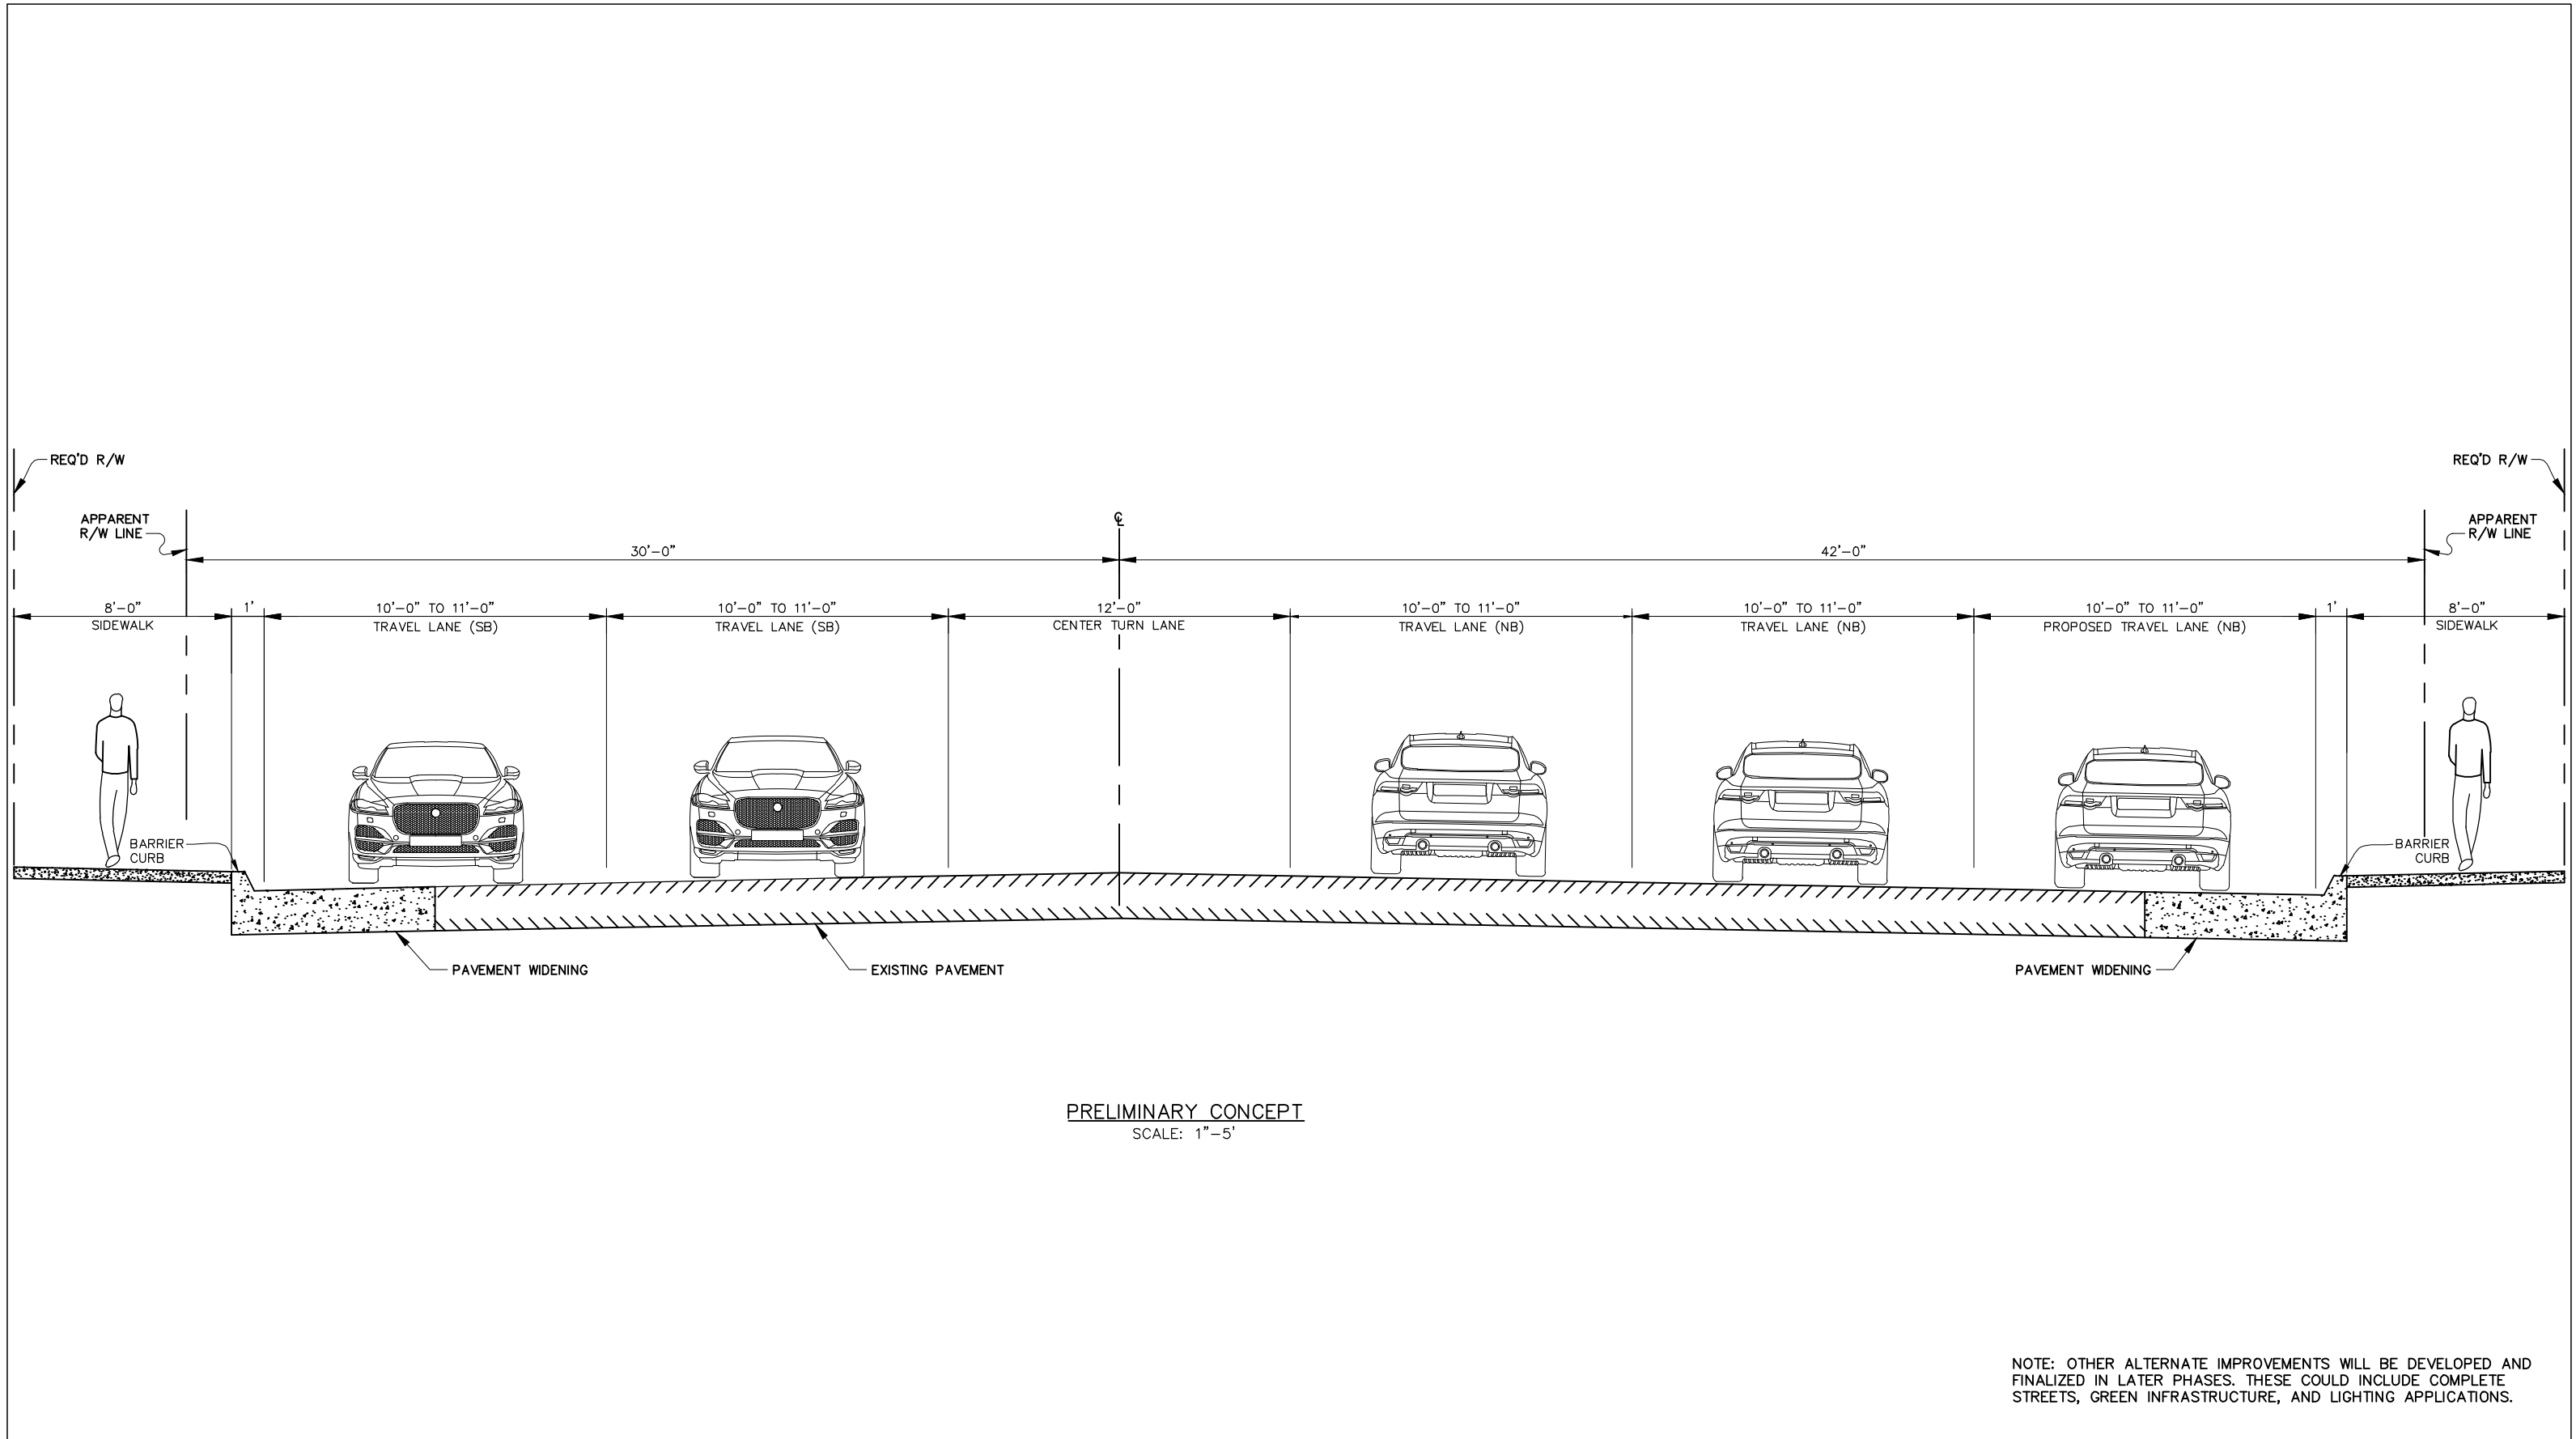 REQ'D R/W
REQ'D R/W
APPARENT
R/W LINE
℄
APPARENT
R/W LINE
30'-0"
42'-0"
8'-0"
SIDEWALK
1'
10'-0" TO 11'-0"
TRAVEL LANE (SB)
10'-0" TO 11'-0"
TRAVEL LANE (SB)
12'-0"
CENTER TURN LANE
10'-0" TO 11'-0"
TRAVEL LANE (NB)
10'-0" TO 11'-0"
TRAVEL LANE (NB)
10'-0" TO 11'-0"
PROPOSED TRAVEL LANE (NB)
1'
8'-0"
SIDEWALK
BARRIER
CURB
BARRIER
CURB
PAVEMENT WIDENING
EXISTING PAVEMENT
PAVEMENT WIDENING
PRELIMINARY CONCEPT
SCALE: 1"-5'
NOTE: OTHER ALTERNATE IMPROVEMENTS WILL BE DEVELOPED AND
FINALIZED IN LATER PHASES. THESE COULD INCLUDE COMPLETE
STREETS, GREEN INFRASTRUCTURE, AND LIGHTING APPLICATIONS.